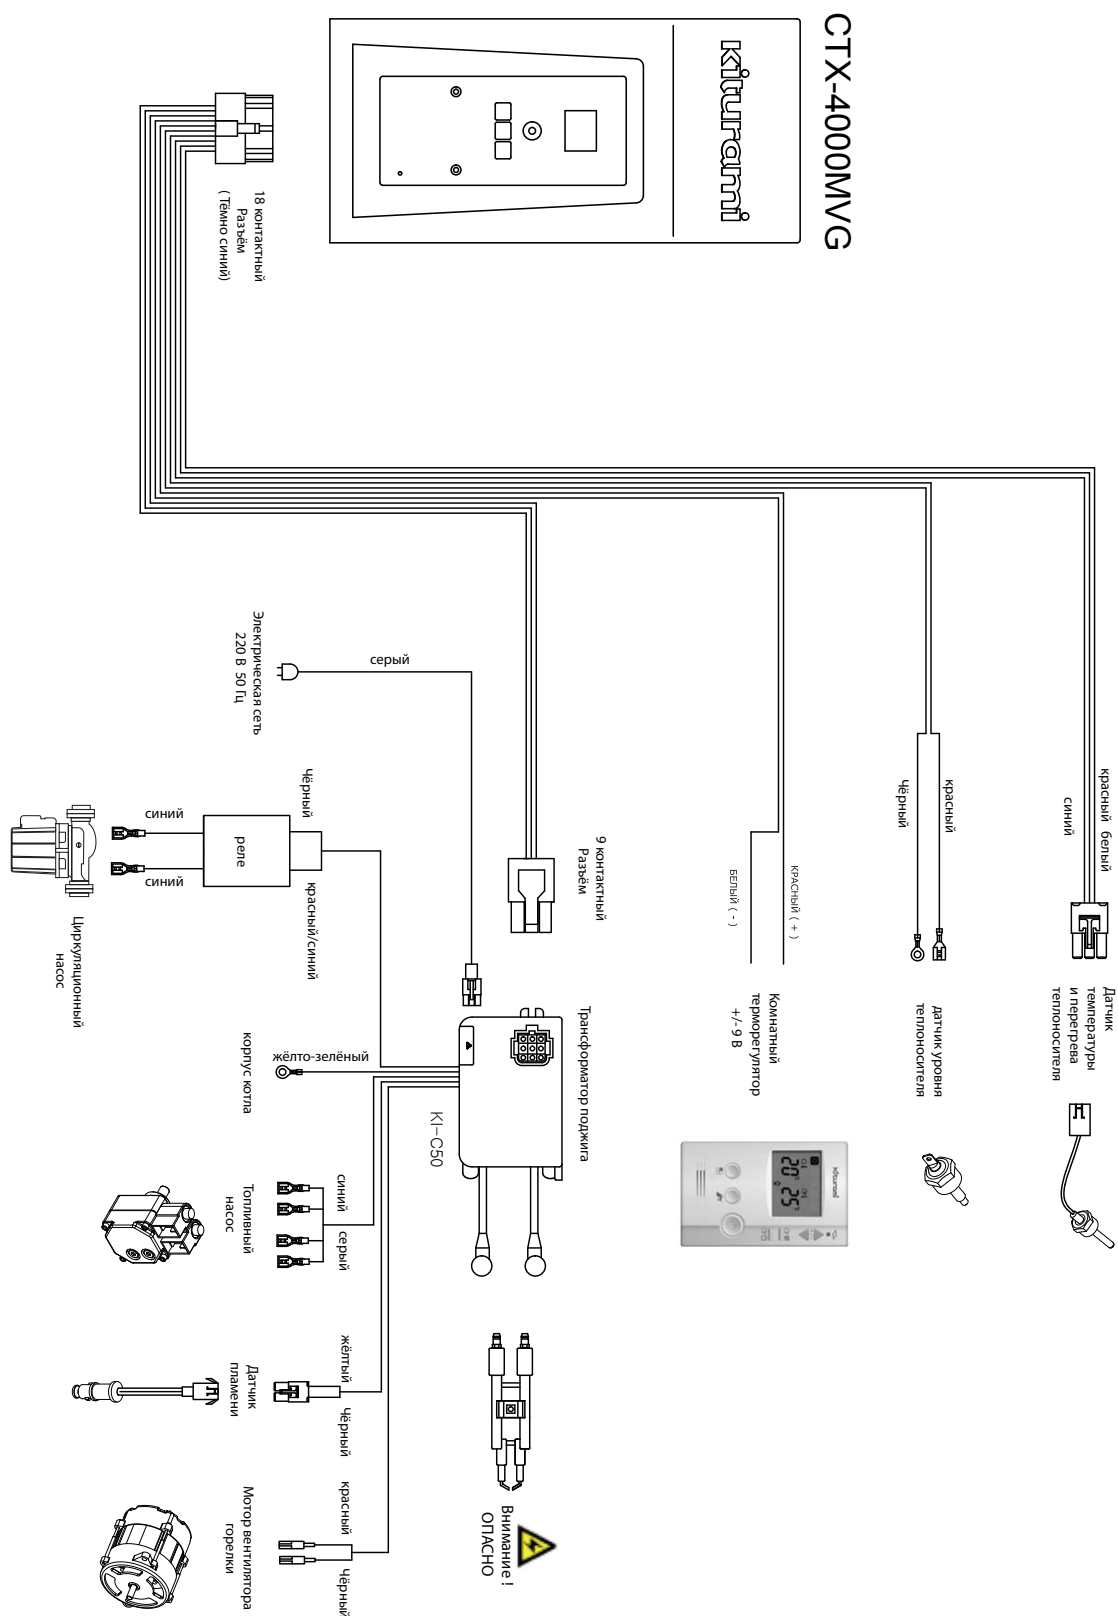 CTX-4000MVG
Kiturami
18 контактный
Разъём
( Тёмно синий)
красный белый
синий
Датчик
температуры
и перегрева
теплоносителя
красный
Чёрный
датчик уровня
теплоносителя
КРАСНЫЙ ( + )
БЕЛЫЙ ( - )
Комнатный
терморегулятор
+/- 9 В
kiturami
20
25
9 контактный
Разъём
Электрическая сеть
220 В 50 Гц
серый
Трансформатор поджига
KI-C50
Внимание!
ОПАСНО
Чёрный
красный/синий
реле
синий
синий
Циркуляционный
насос
жёлто-зелёный
корпус котла
синий
серый
Топливный
насос
жёлтый
Чёрный
Датчик
пламени
красный
Чёрный
Мотор вентилятора
горелки